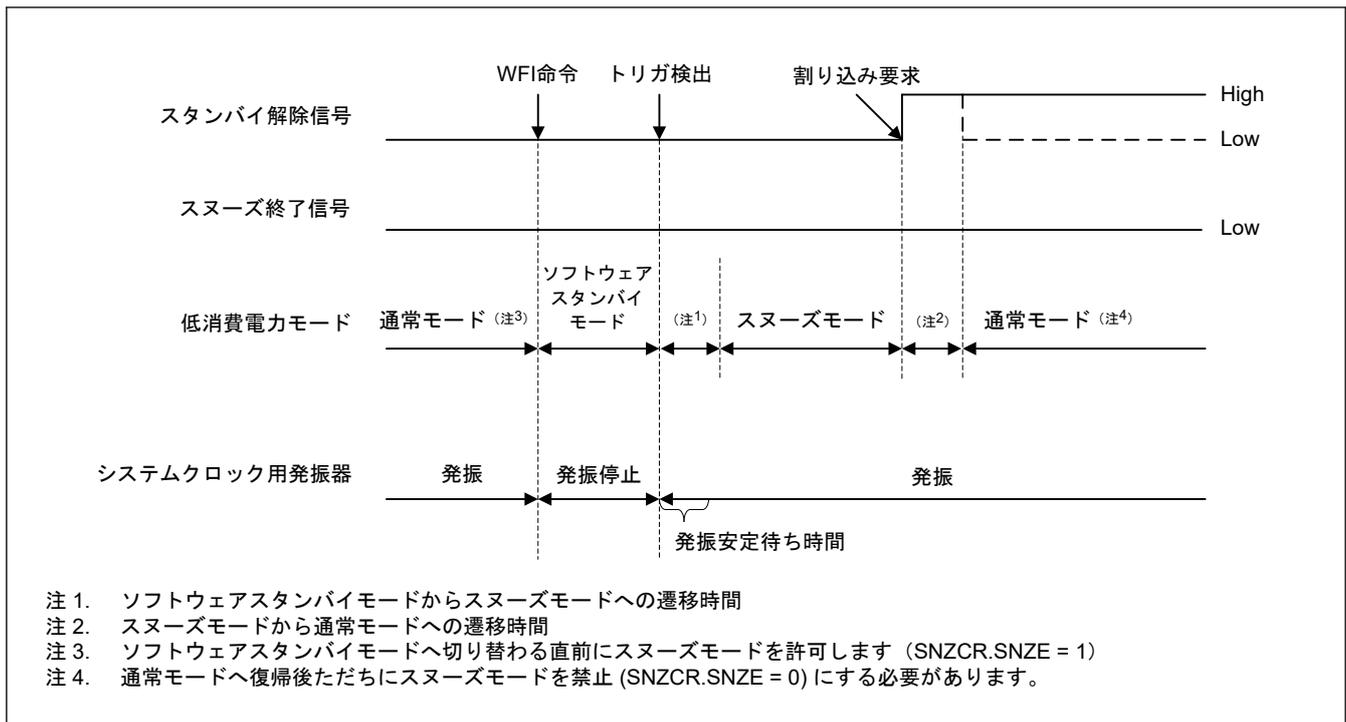 WFI命令 トリガ検出 割り込み要求
スタンバイ解除信号
High
Low
スヌーズ終了信号
Low
低消費電力モード
通常モード（注3）
ソフトウェア
スタンバイ
モード
（注1）
スヌーズモード
（注2）
通常モード（注4）
システムクロック用発振器
発振
発振停止
発振
発振安定待ち時間
注 1. ソフトウェアスタンバイモードからスヌーズモードへの遷移時間
注 2. スヌーズモードから通常モードへの遷移時間
注 3. ソフトウェアスタンバイモードへ切り替わる直前にスヌーズモードを許可します（SNZCR.SNZE = 1）
注 4. 通常モードへ復帰後ただちにスヌーズモードを禁止 (SNZCR.SNZE = 0) にする必要があります。